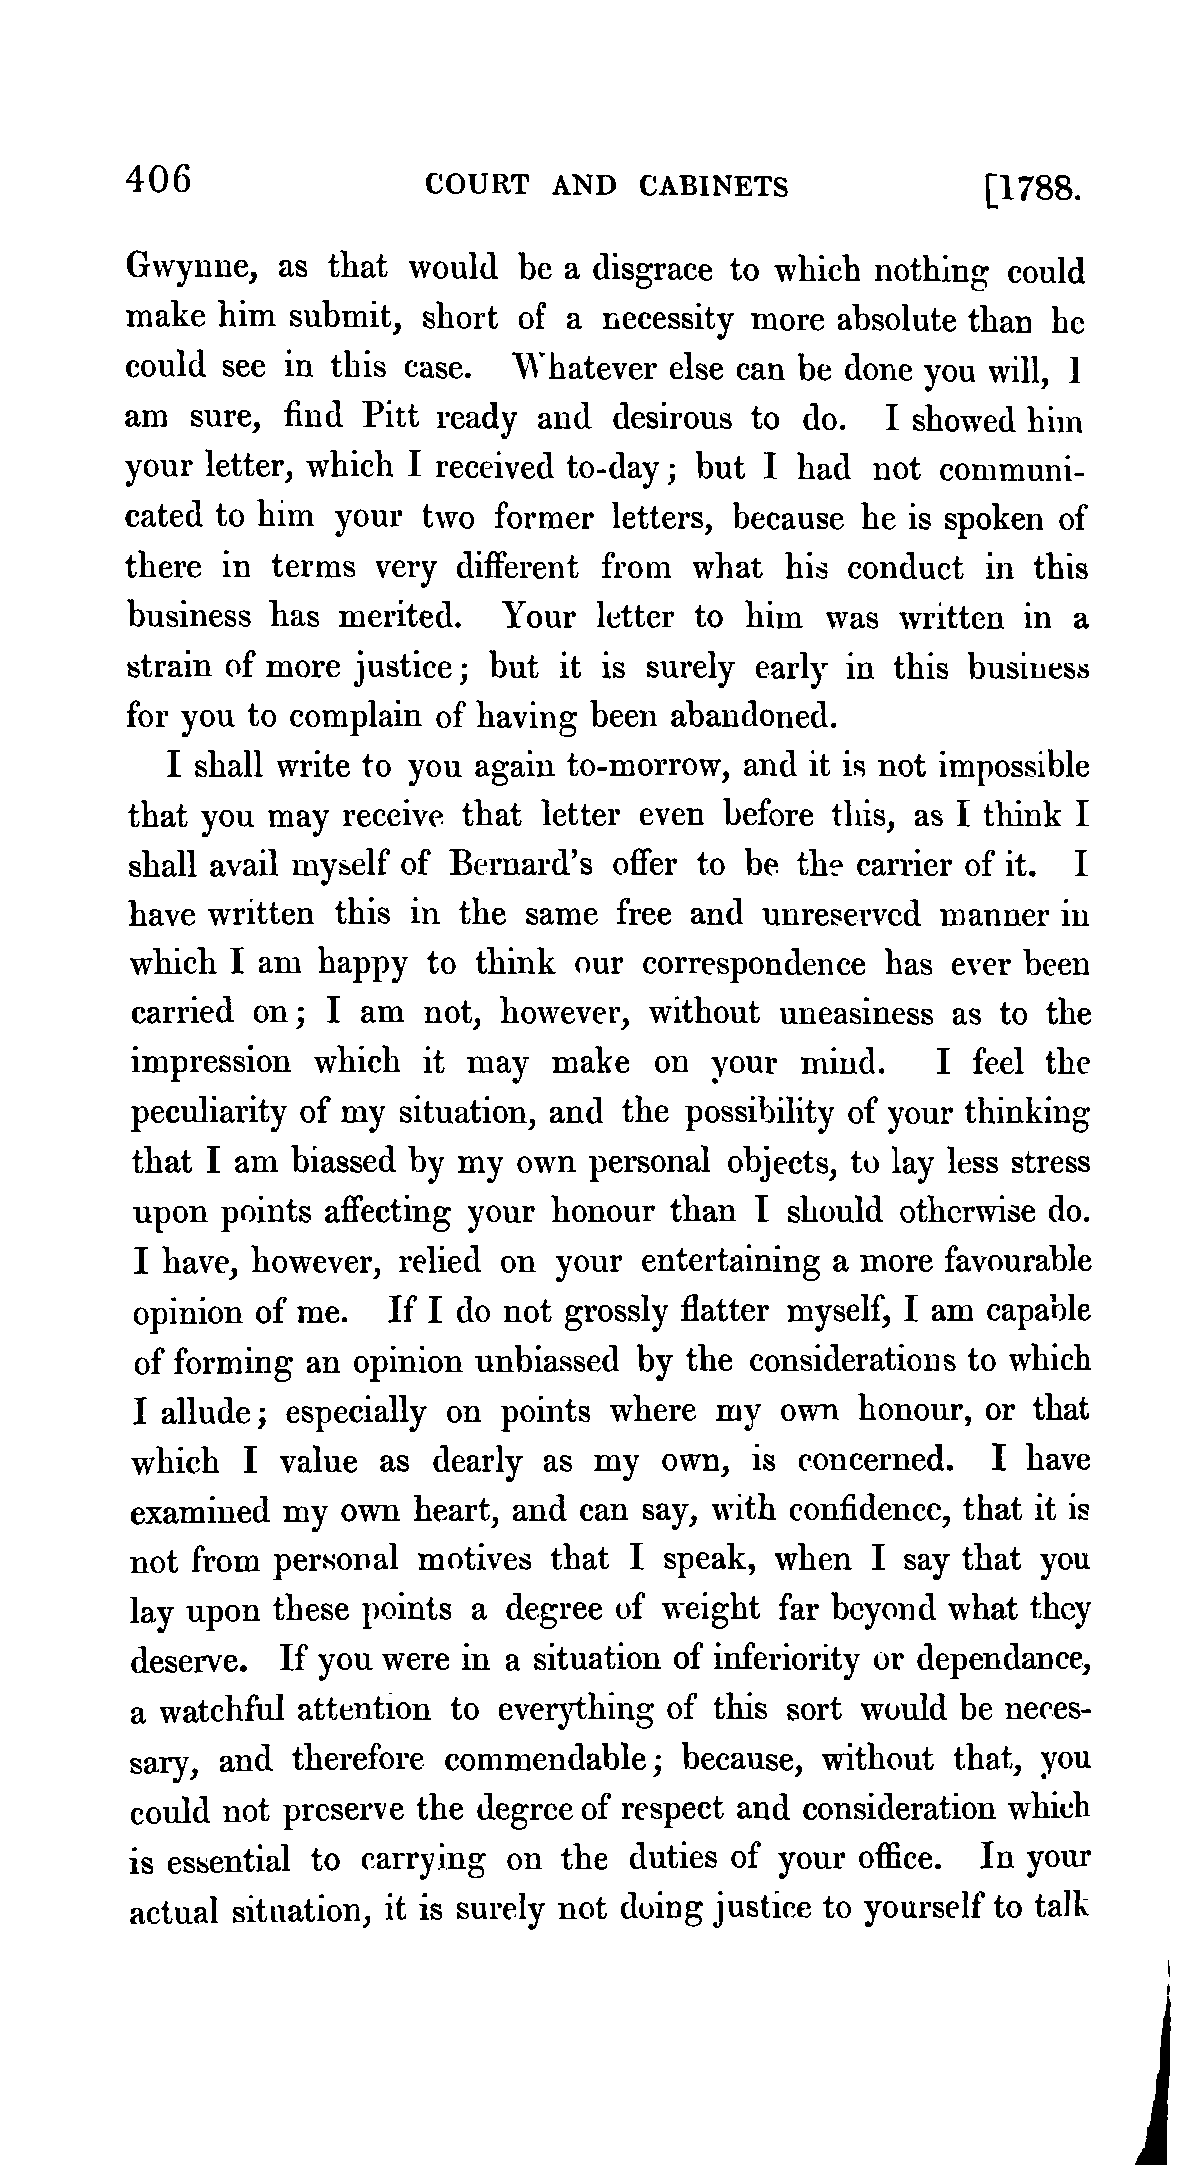 406 COURT AND CABINETS [1788.
Gwynne, as that would be a disgrace to which nothing could
make him submit, short of a necessity more absolute than he
could see in this case. Whatever else can be done you will, I
am sure, find Pitt ready and desirous to do. I showed him
your letter, which I received to-day; but I had not communi-
cated to him your two former letters, because he is spoken of
there in terms very different from what his conduct in this
business has merited. Your letter to him was written in a
strain of more justice; but it is surely early in this business
for you to complain of having been abandoned.
I shall write to you again to-morrow, and it is not impossible
that you may receive that letter even before this, as I think I
shall avail myself of Bernard's offer to be the carrier of it. I
have written this in the same free and unreserved manner in
which I am happy to think our correspondence has ever been
carried on; I am not, however, without uneasiness as to the
impression which it may make on your mind. I feel the
peculiarity of my situation, and the possibility of your thinking
that I am biassed by my own personal objects, to lay less stress
upon points affecting your honour than I should otherwise do.
I have, however, relied on your entertaining a more favourable
opinion of me. If I do not grossly flatter myself, I am capable
of forming an opinion unbiassed by the considerations to which
I allude; especially on points where my own honour, or that
which I value as dearly as my own, is concerned. I have
examined my own heart, and can say, with confidence, that it is
not from personal motives that I speak, when I say that you
lay upon these points a degree of weight far beyond what they
deserve. If you were in a situation of inferiority or dependance,
a watchful attention to everything of this sort would be neces-
sary, and therefore commendable; because, without that, you
could not preserve the degree of respect and consideration which
is essential to carrying on the duties of your office. In your
actual situation, it is surely not doing justice to yourself to talk